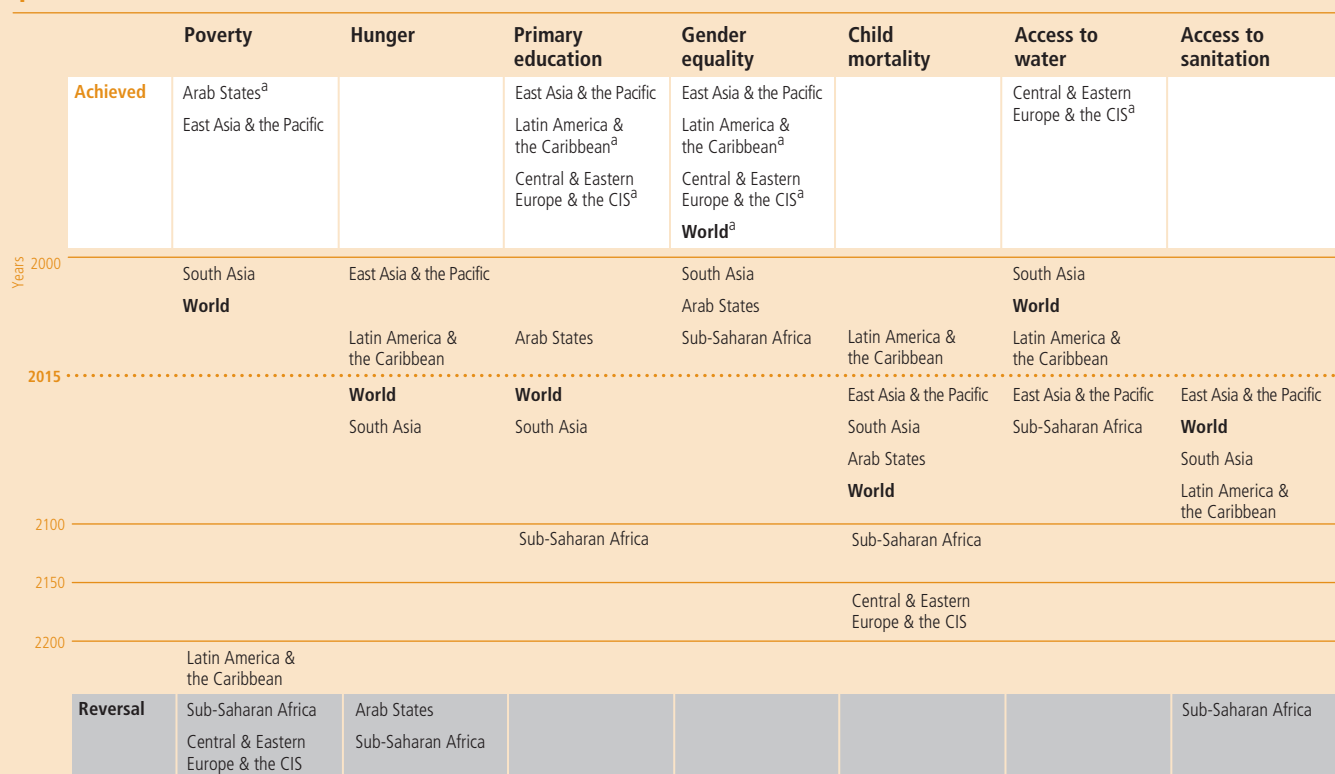 Poverty
Hunger
Primary
education
Gender
equality
Child
mortality
Access to
water
Access to
sanitation
Achieved
Arab Statesa
East Asia & the Pacific
East Asia & the Pacific
Latin America &
the Caribbeana
Central & Eastern
Europe & the CISa
East Asia & the Pacific
Latin America &
the Caribbeana
Central & Eastern
Europe & the CISa
Worlda
Central & Eastern
Europe & the CISa
Years
2000
South Asia
World
East Asia & the Pacific
Latin America &
the Caribbean
Arab States
South Asia
Arab States
Sub-Saharan Africa
Latin America &
the Caribbean
South Asia
World
Latin America &
the Caribbean
2015
World
South Asia
World
South Asia
East Asia & the Pacific
South Asia
Arab States
World
East Asia & the Pacific
Sub-Saharan Africa
East Asia & the Pacific
World
South Asia
Latin America &
the Caribbean
2100
Sub-Saharan Africa
Sub-Saharan Africa
2150
Central & Eastern
Europe & the CIS
2200
Latin America &
the Caribbean
Reversal
Sub-Saharan Africa
Central & Eastern
Europe & the CIS
Arab States
Sub-Saharan Africa
Sub-Saharan Africa